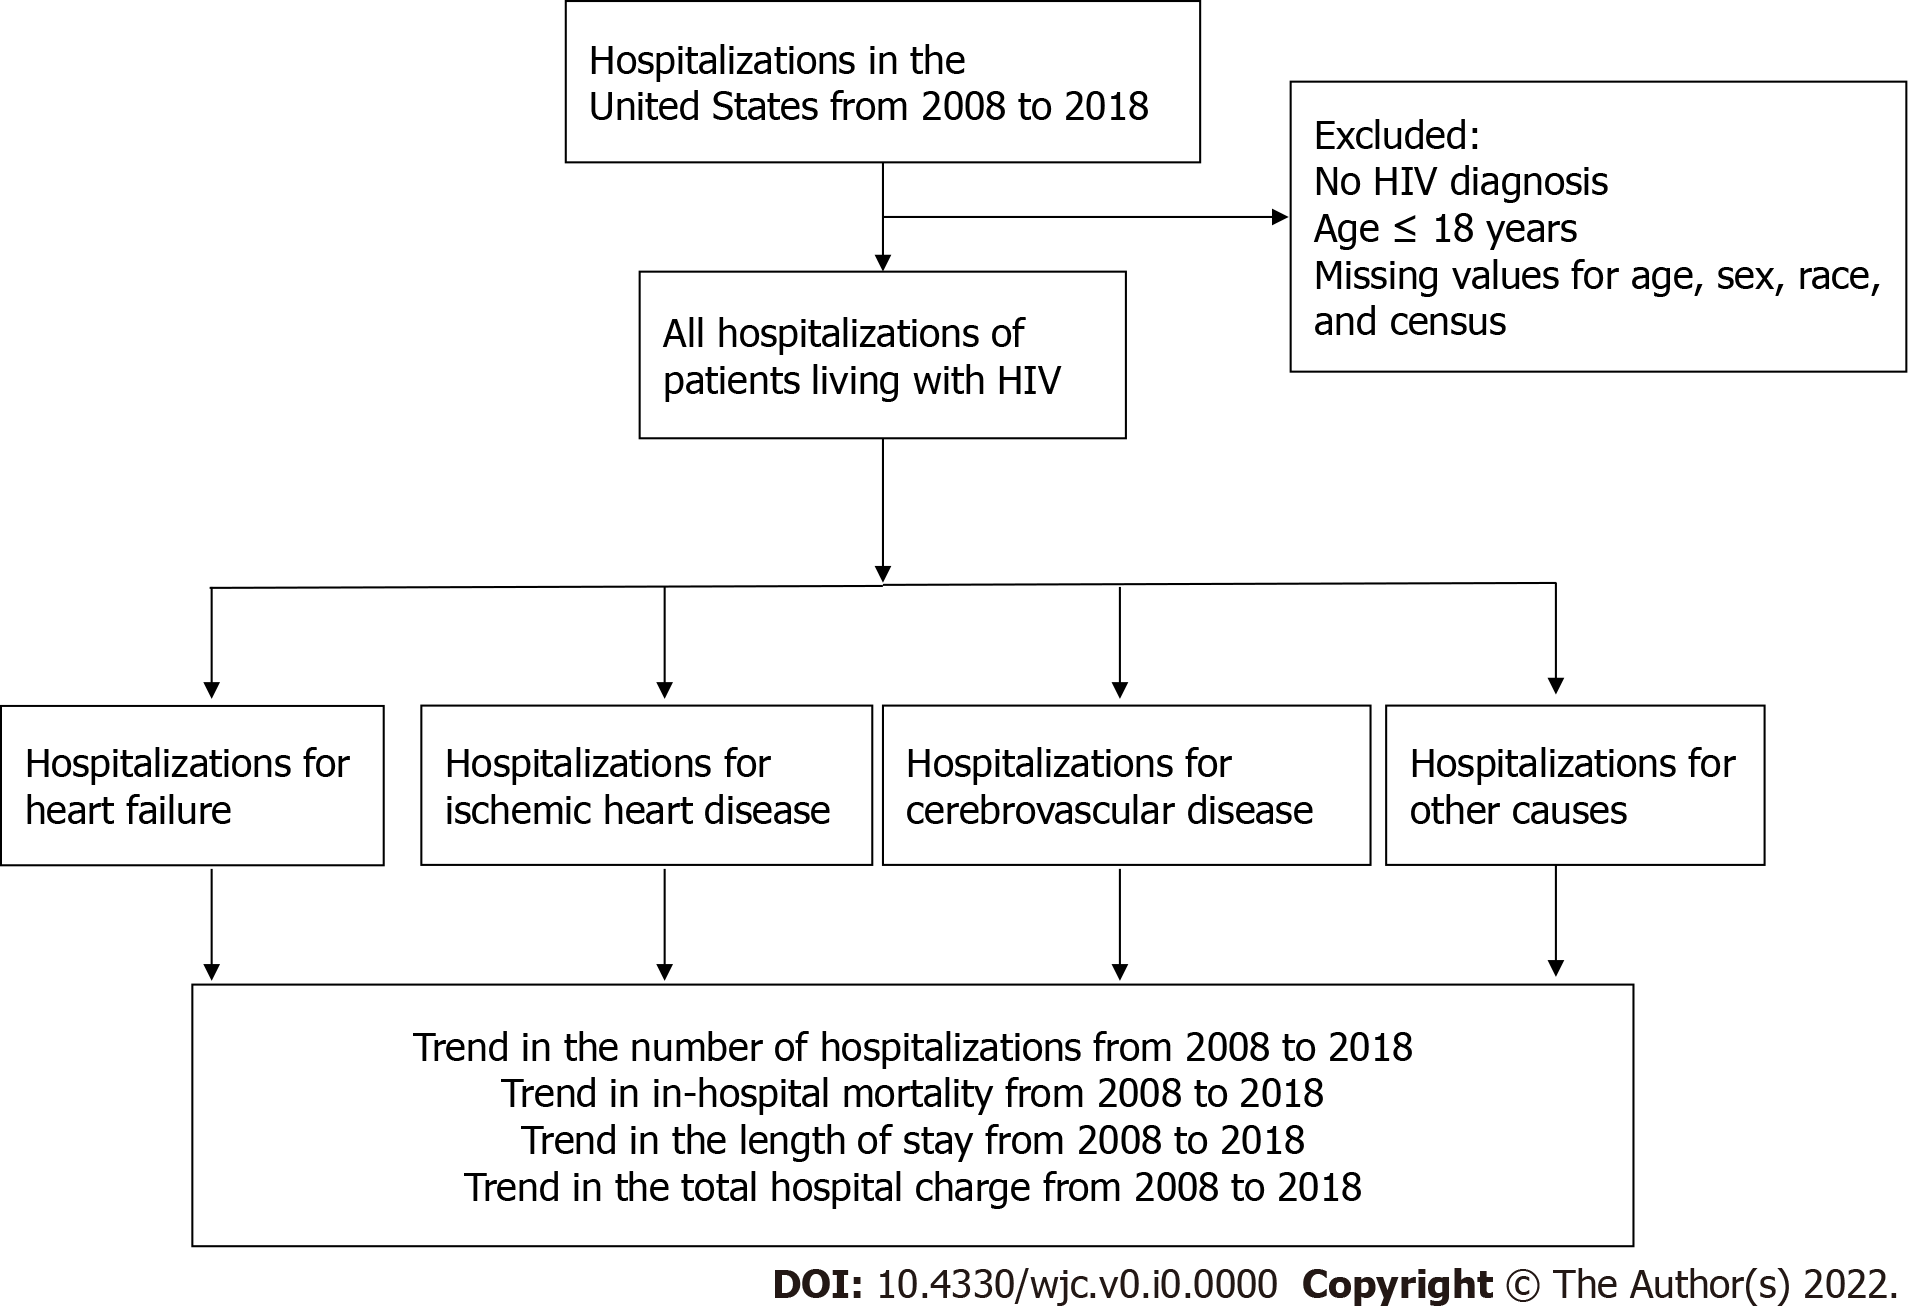 Hospitalizations in the
United States from 2008 to 2018
Excluded:
No HIV diagnosis
Age ≤ 18 years
Missing values for age, sex, race,
and census
All hospitalizations of
patients living with HIV
Hospitalizations for
heart failure
Hospitalizations for
ischemic heart disease
Hospitalizations for
cerebrovascular disease
Hospitalizations for
other causes
Trend in the number of hospitalizations from 2008 to 2018
Trend in in-hospital mortality from 2008 to 2018
Trend in the length of stay from 2008 to 2018
Trend in the total hospital charge from 2008 to 2018
DOI: 10.4330/wjc.v0.i0.0000 Copyright © The Author(s) 2022.